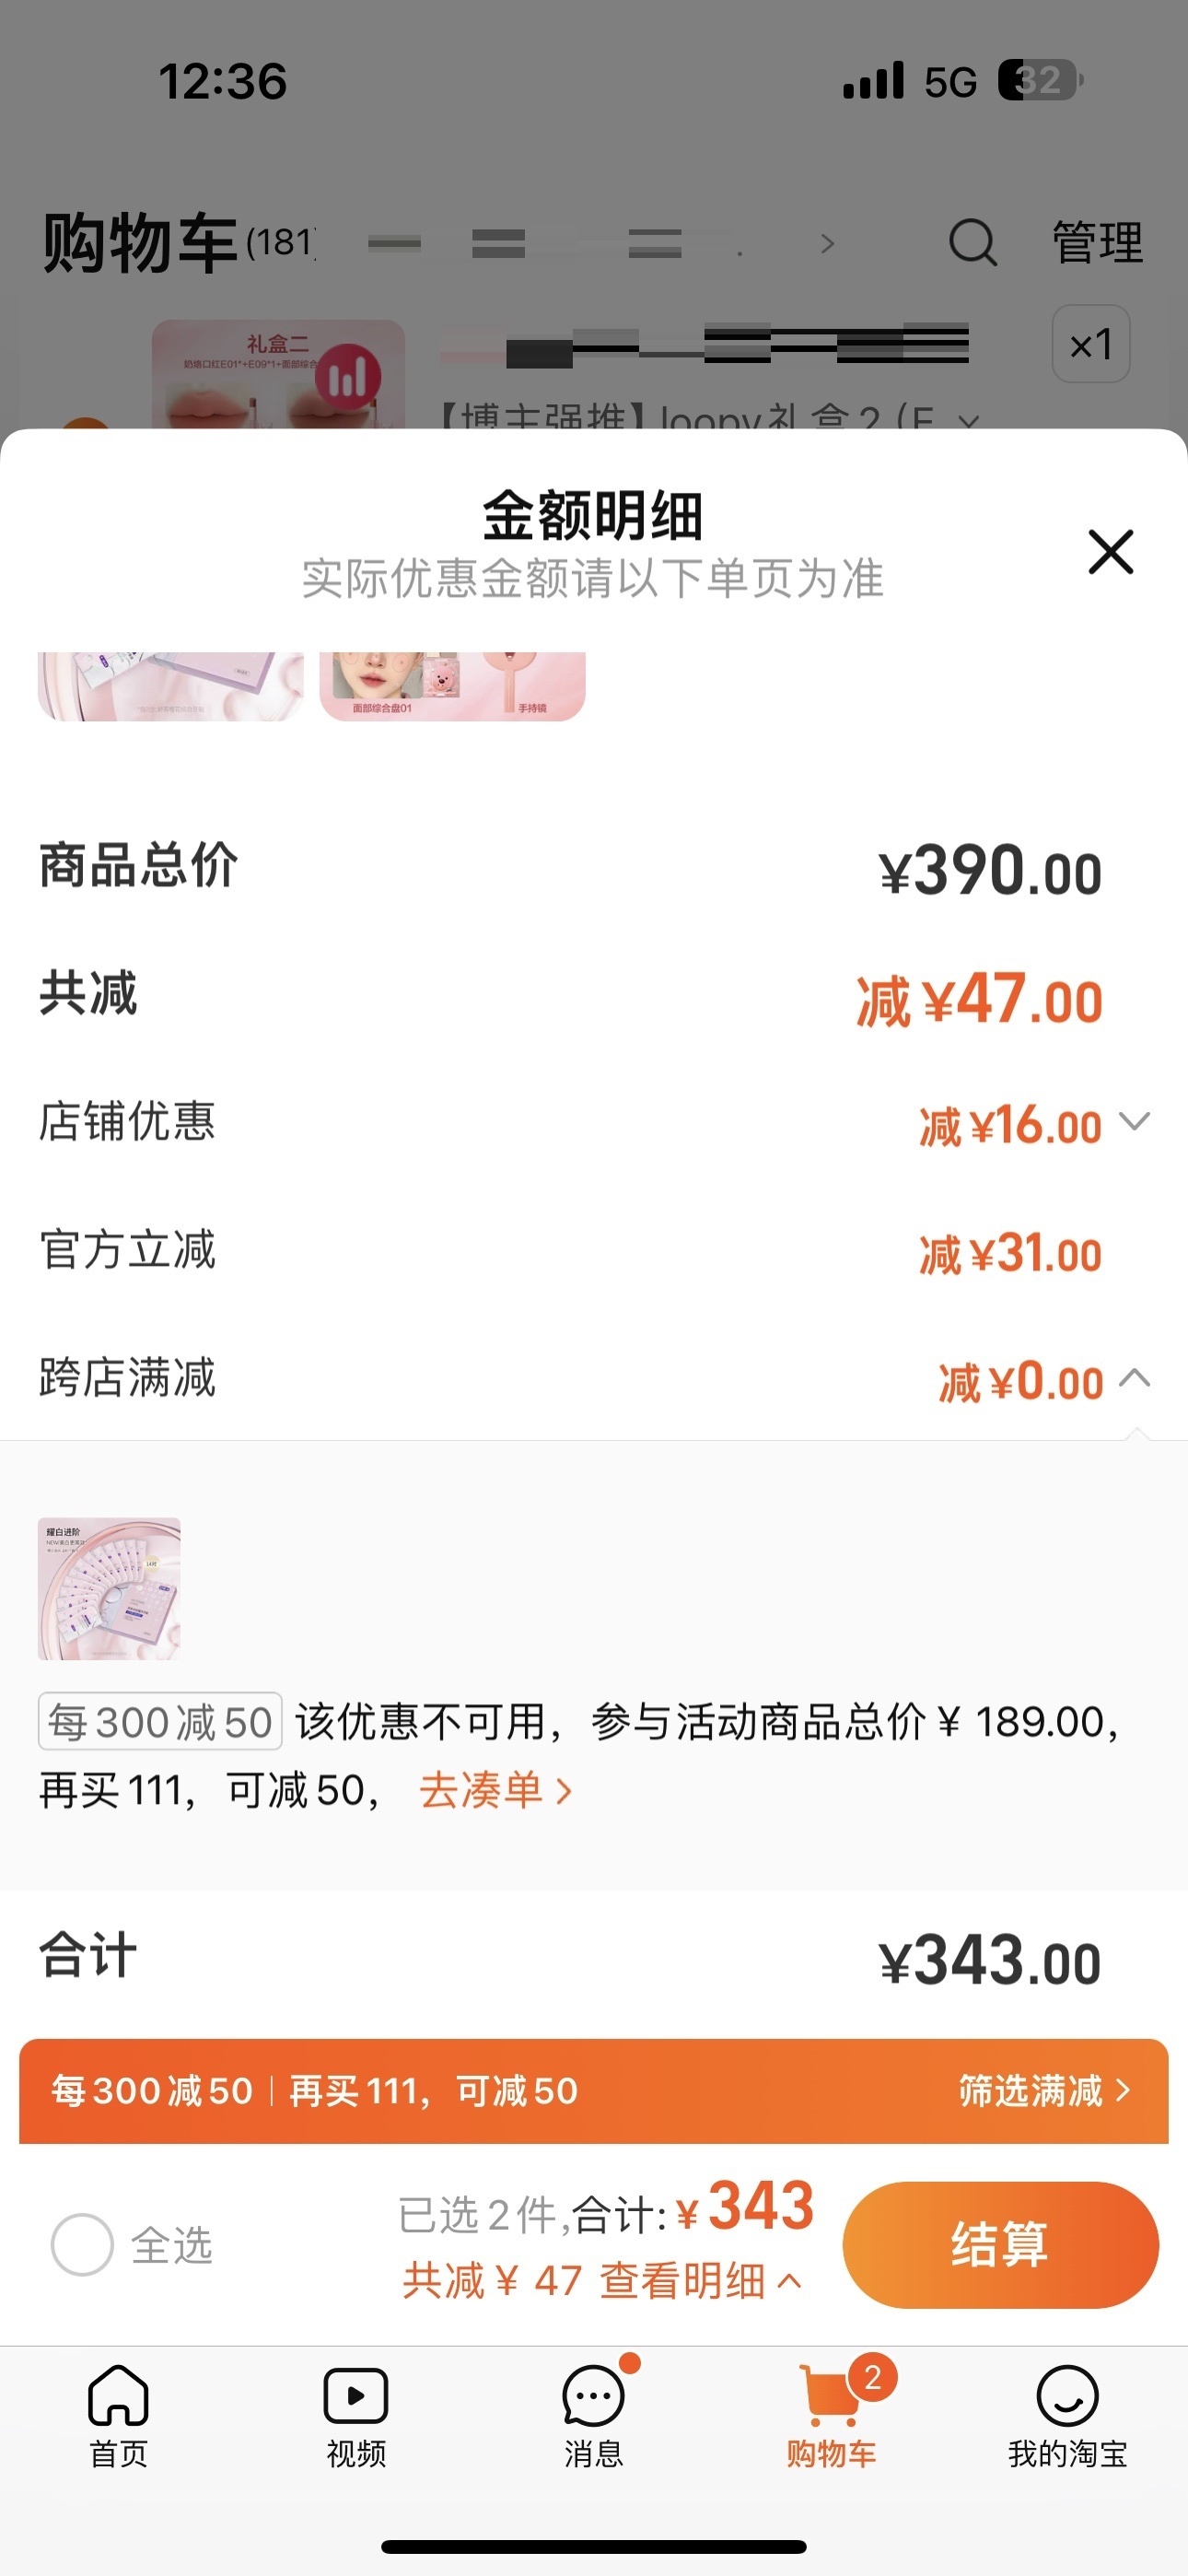 12:36
5G 32
购物车(181) 管理
礼盒二
×1
【博主强推】loopy礼盒2 (E
金额明细
实际优惠金额请以下单页为准
面部综合盘01 手持镜
商品总价 ¥390.00
共减 减¥47.00
店铺优惠 减¥16.00
官方立减 减¥31.00
跨店满减 减¥0.00
耀白进阶
每300减50 该优惠不可用，参与活动商品总价¥ 189.00，
再买111，可减50， 去凑单
合计 ¥343.00
每300减50 再买111，可减50 筛选满减
全选 已选2件,合计:¥343 结算
共减¥ 47 查看明细
2
首页 视频 消息 购物车 我的淘宝